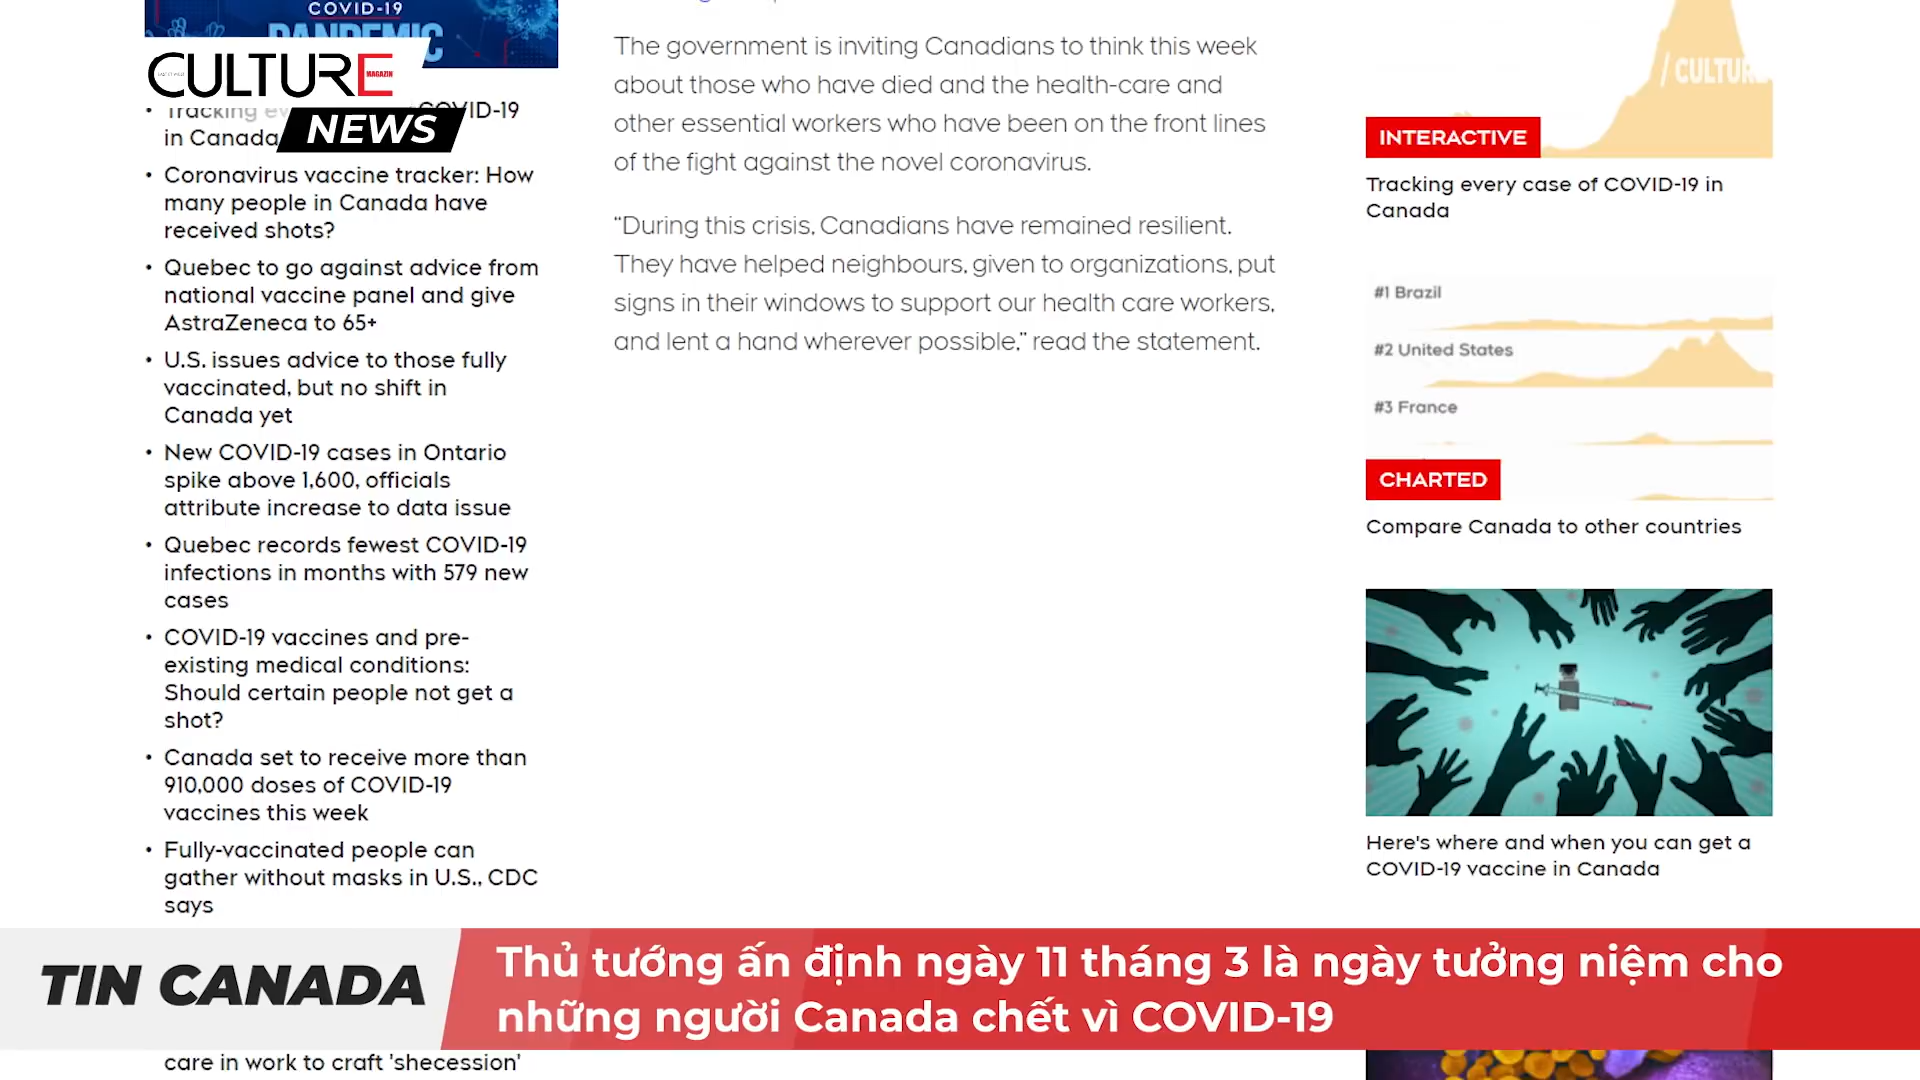 COVID-19
PANDEMIC
CULTURE
MAGAZIN
NEWS
Tracking COVID-19
in Canada
• Coronavirus vaccine tracker: How
many people in Canada have
received shots?
• Quebec to go against advice from
national vaccine panel and give
AstraZeneca to 65+
• U.S. issues advice to those fully
vaccinated, but no shift in
Canada yet
• New COVID-19 cases in Ontario
spike above 1,600, officials
attribute increase to data issue
• Quebec records fewest COVID-19
infections in months with 579 new
cases
• COVID-19 vaccines and pre-
existing medical conditions:
Should certain people not get a
shot?
• Canada set to receive more than
910,000 doses of COVID-19
vaccines this week
• Fully-vaccinated people can
gather without masks in U.S., CDC
says
care in work to craft 'shecession'
The government is inviting Canadians to think this week
about those who have died and the health-care and
other essential workers who have been on the front lines
of the fight against the novel coronavirus.
“During this crisis, Canadians have remained resilient.
They have helped neighbours, given to organizations, put
signs in their windows to support our health care workers,
and lent a hand wherever possible,” read the statement.
/ CULTURE
INTERACTIVE
Tracking every case of COVID-19 in
Canada
#1 Brazil
#2 United States
#3 France
CHARTED
Compare Canada to other countries
Here's where and when you can get a
COVID-19 vaccine in Canada
TIN CANADA
Thủ tướng ấn định ngày 11 tháng 3 là ngày tưởng niệm cho
những người Canada chết vì COVID-19